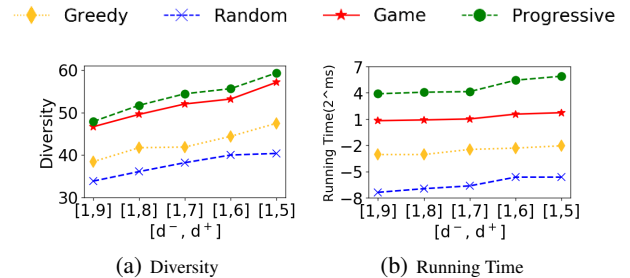 Greedy Random Game Progressive
60
50
40
30
Diversity
[1,9] [1,8] [1,7] [1,6] [1,5]
[d⁻, d⁺]
(a) Diversity
7
4
1
−2
−5
−8
Running Time(2^ms)
[1,9] [1,8] [1,7] [1,6] [1,5]
[d⁻, d⁺]
(b) Running Time